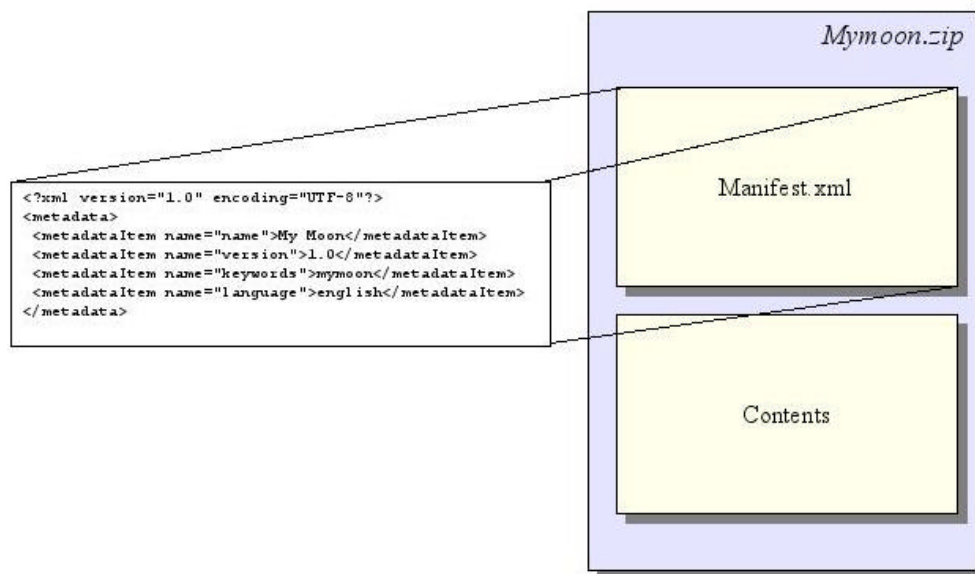 Mymoon.zip
Manifest.xml
<?xml version="1.0" encoding="UTF-8"?>
<metadata>
<metadataItem name="name">My Moon</metadataItem>
<metadataItem name="version">1.0</metadataItem>
<metadataItem name="keywords">mymoon</metadataItem>
<metadataItem name="language">english</metadataItem>
</metadata>
Contents